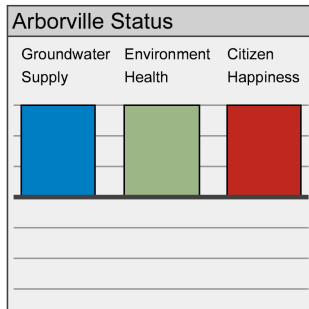 Arborville Status
Groundwater Environment Citizen
Supply Health Happiness